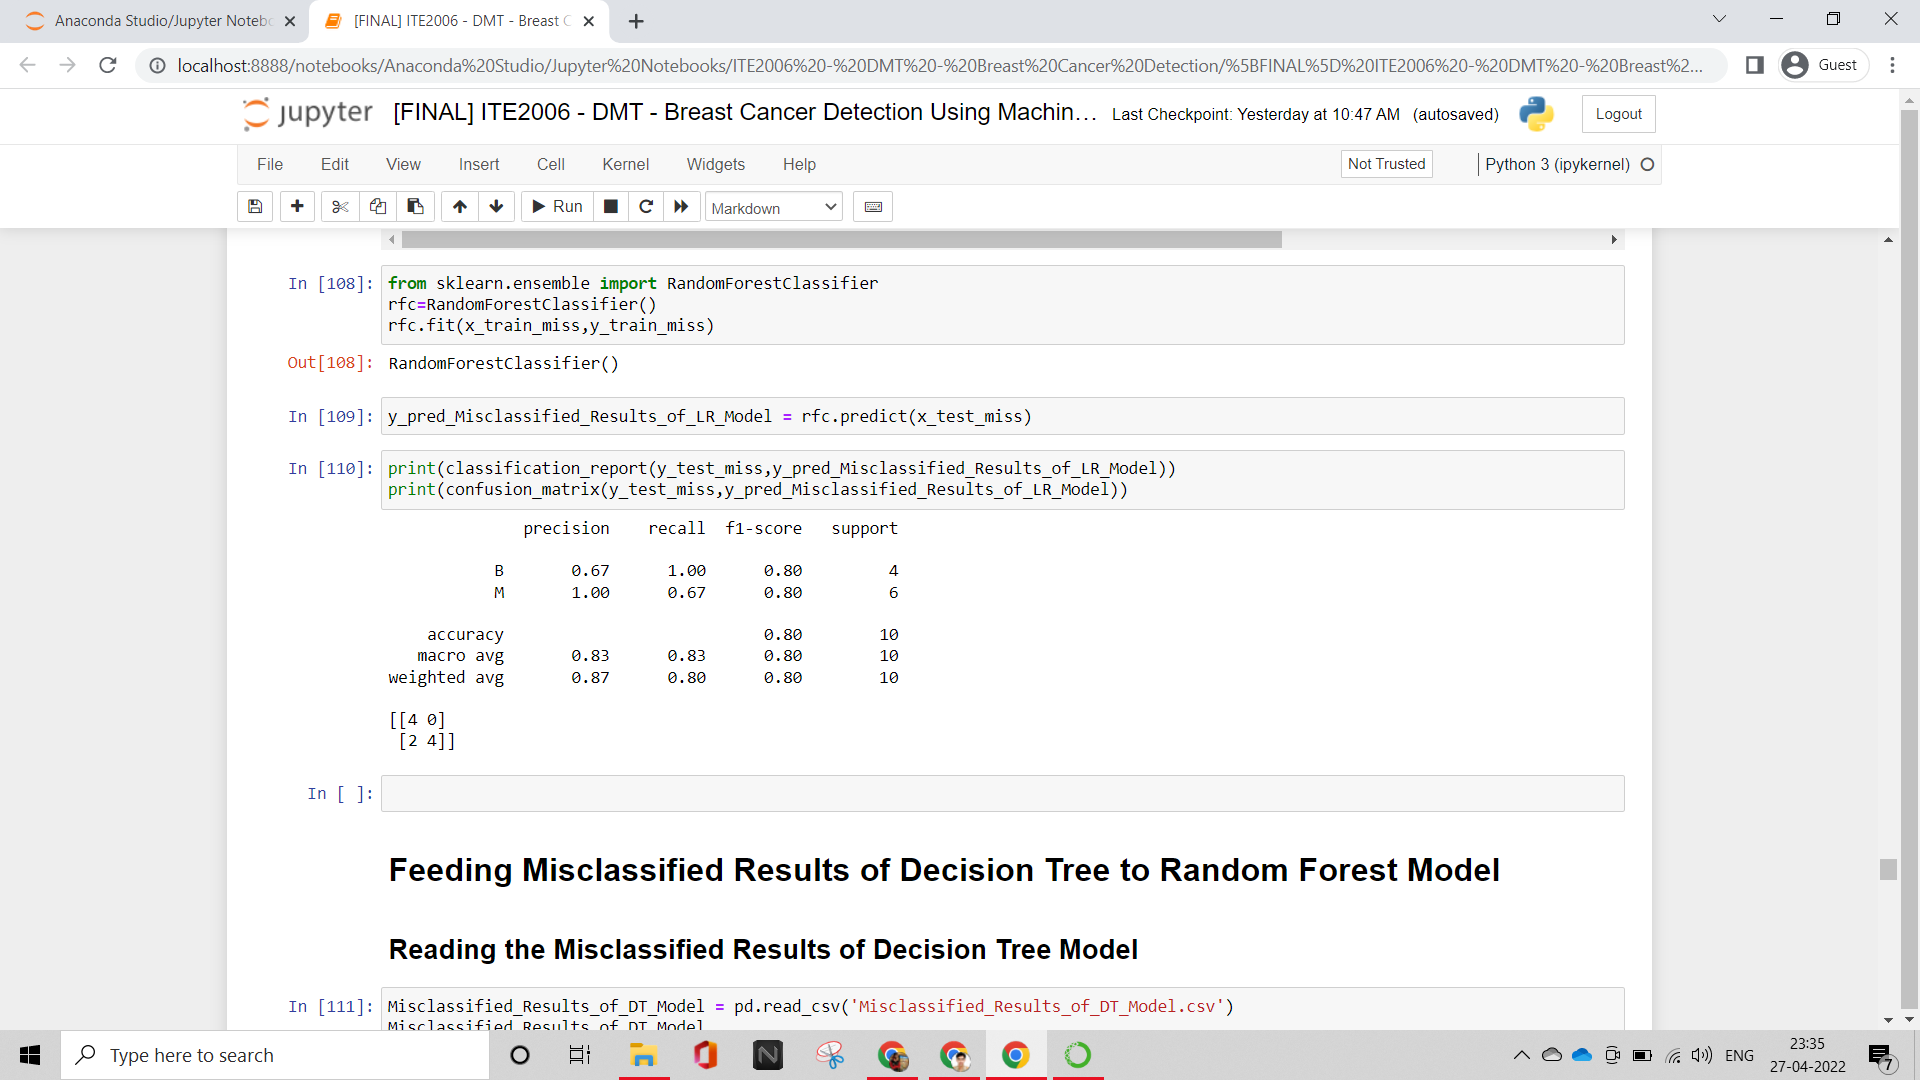 Anaconda Studio/Jupyter Notebo
[FINAL] ITE2006 - DMT - Breast C
localhost:8888/notebooks/Anaconda%20Studio/Jupyter%20Notebooks/ITE2006%20-%20DMT%20-%20Breast%20Cancer%20Detection/%5BFINAL%5D%20ITE2006%20-%20DMT%20-%20Breast%2...
Guest
jupyter [FINAL] ITE2006 - DMT - Breast Cancer Detection Using Machin... Last Checkpoint: Yesterday at 10:47 AM (autosaved)
Logout
File Edit View Insert Cell Kernel Widgets Help
Not Trusted
Python 3 (ipykernel)
Run
Markdown
In [108]: from sklearn.ensemble import RandomForestClassifier
rfc=RandomForestClassifier()
rfc.fit(x_train_miss,y_train_miss)
Out[108]: RandomForestClassifier()
In [109]: y_pred_Misclassified_Results_of_LR_Model = rfc.predict(x_test_miss)
In [110]: print(classification_report(y_test_miss,y_pred_Misclassified_Results_of_LR_Model))
print(confusion_matrix(y_test_miss,y_pred_Misclassified_Results_of_LR_Model))
precision recall f1-score support
B 0.67 1.00 0.80 4
M 1.00 0.67 0.80 6
accuracy 0.80 10
macro avg 0.83 0.83 0.80 10
weighted avg 0.87 0.80 0.80 10
[[4 0]
[2 4]]
In [ ]:
Feeding Misclassified Results of Decision Tree to Random Forest Model
Reading the Misclassified Results of Decision Tree Model
In [111]: Misclassified_Results_of_DT_Model = pd.read_csv('Misclassified_Results_of_DT_Model.csv')
Misclassified_Results_of_DT_Model
Type here to search
N
ENG
23:35
27-04-2022
7